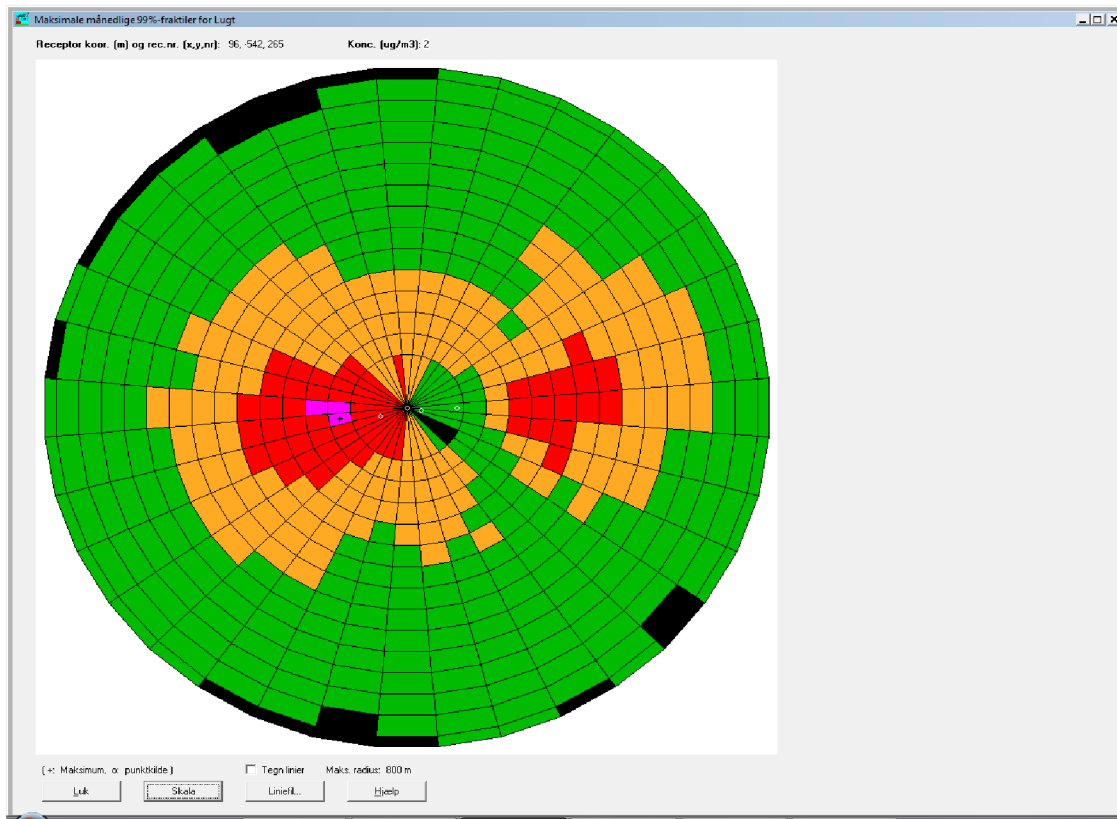 Maksimale månedlige 99%-fraktiler for Lugt
Receptor koor. (m) og rec.nr. (x,y,nr): 96, -542, 265 Konc. (ug/m3): 2
( +: Maksimum, o: punktkilde ) Tegn linier Maks. radius: 800 m
Luk Skala Liniefil... Hjælp